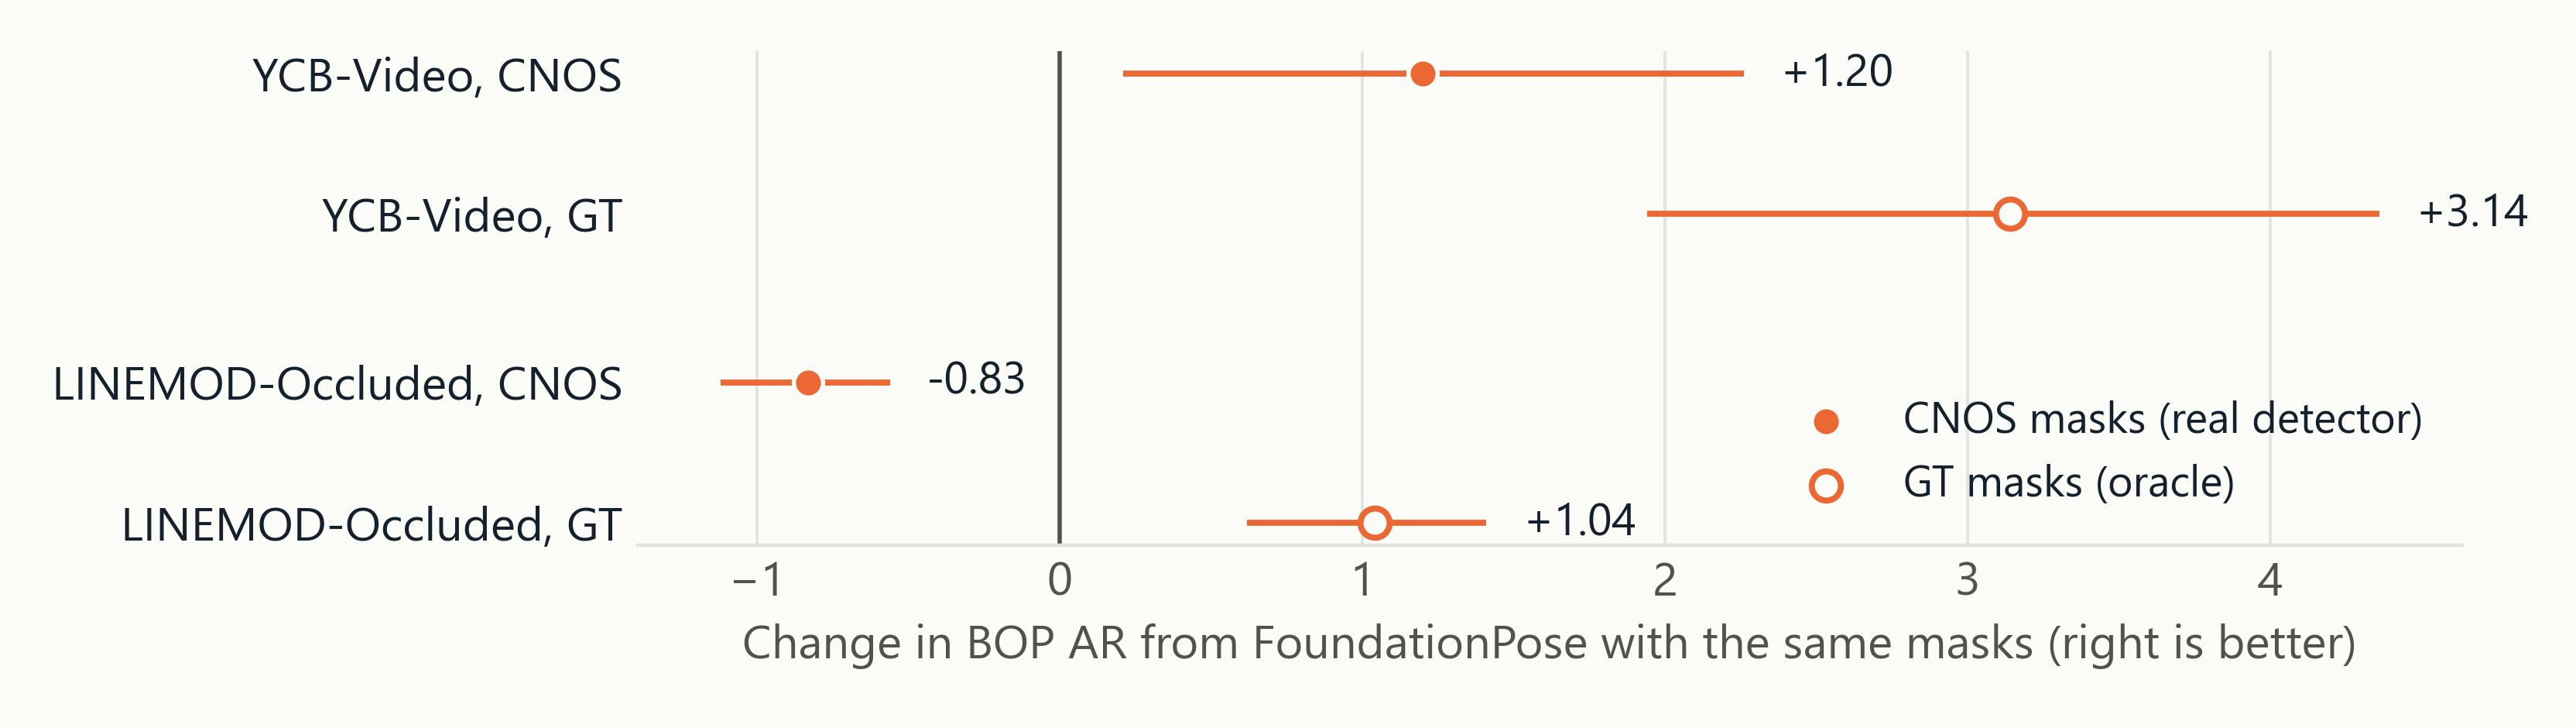 YCB-Video, CNOS
+1.20
YCB-Video, GT
+3.14
LINEMOD-Occluded, CNOS
-0.83
CNOS masks (real detector)
GT masks (oracle)
LINEMOD-Occluded, GT
+1.04
−1 0 1 2 3 4
Change in BOP AR from FoundationPose with the same masks (right is better)